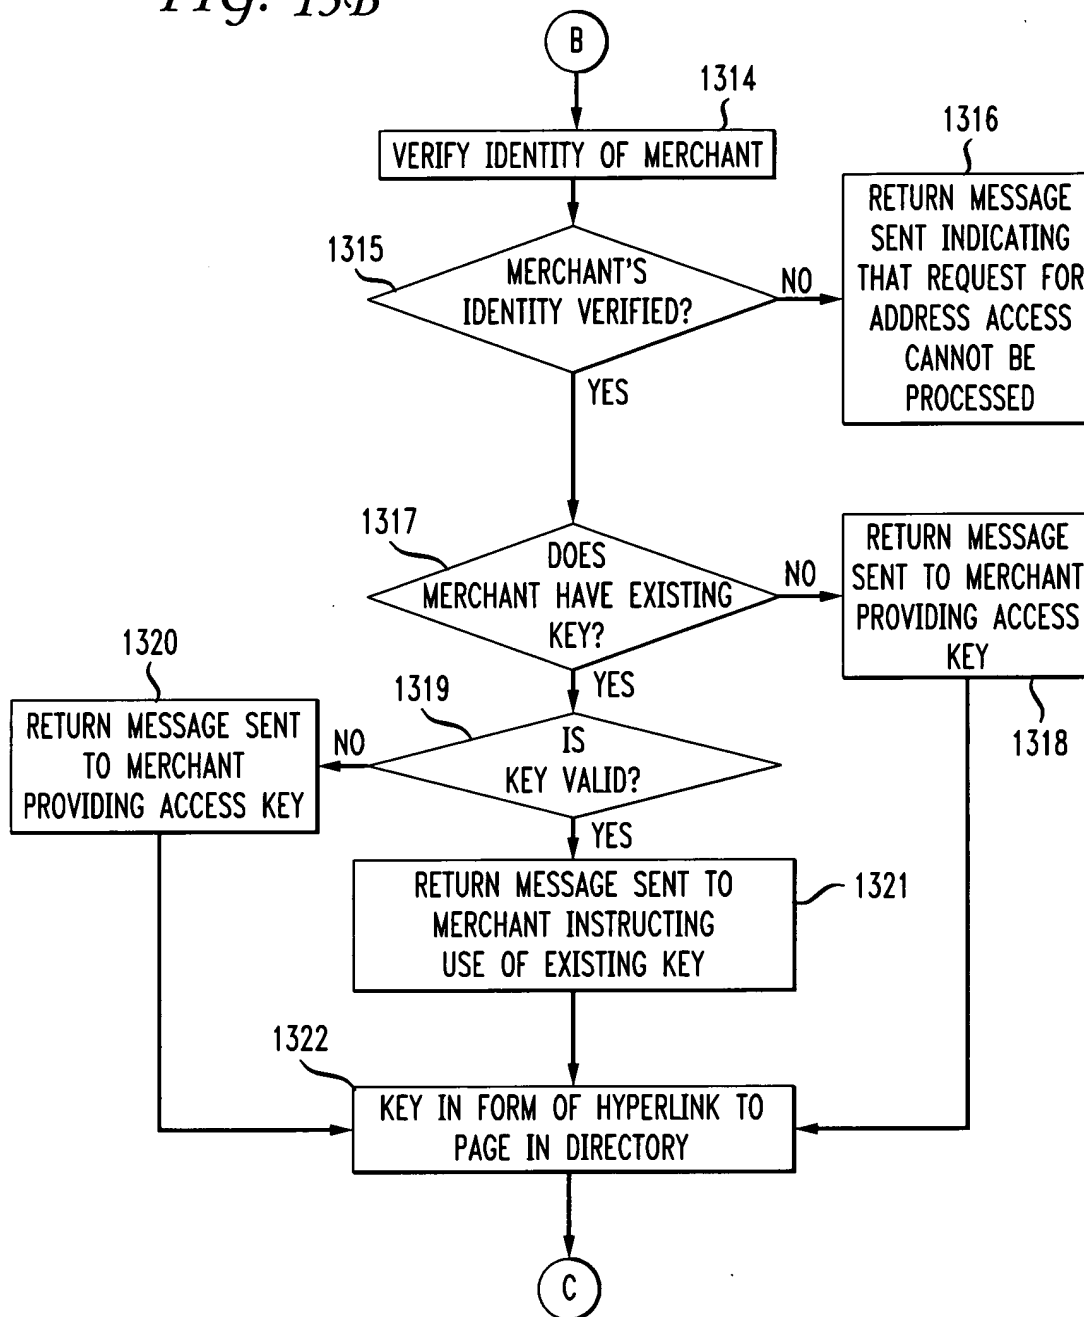 FIG. 13B
B
1314
VERIFY IDENTITY OF MERCHANT
1316
RETURN MESSAGE
SENT INDICATING
THAT REQUEST FOR
ADDRESS ACCESS
CANNOT BE
PROCESSED
1315
MERCHANT'S
IDENTITY VERIFIED?
NO
YES
1317
DOES
MERCHANT HAVE EXISTING
KEY?
NO
RETURN MESSAGE
SENT TO MERCHANT
PROVIDING ACCESS
KEY
1318
YES
1319
IS
KEY VALID?
NO
1320
RETURN MESSAGE SENT
TO MERCHANT
PROVIDING ACCESS KEY
YES
RETURN MESSAGE SENT TO
MERCHANT INSTRUCTING
USE OF EXISTING KEY
1321
1322
KEY IN FORM OF HYPERLINK TO
PAGE IN DIRECTORY
C